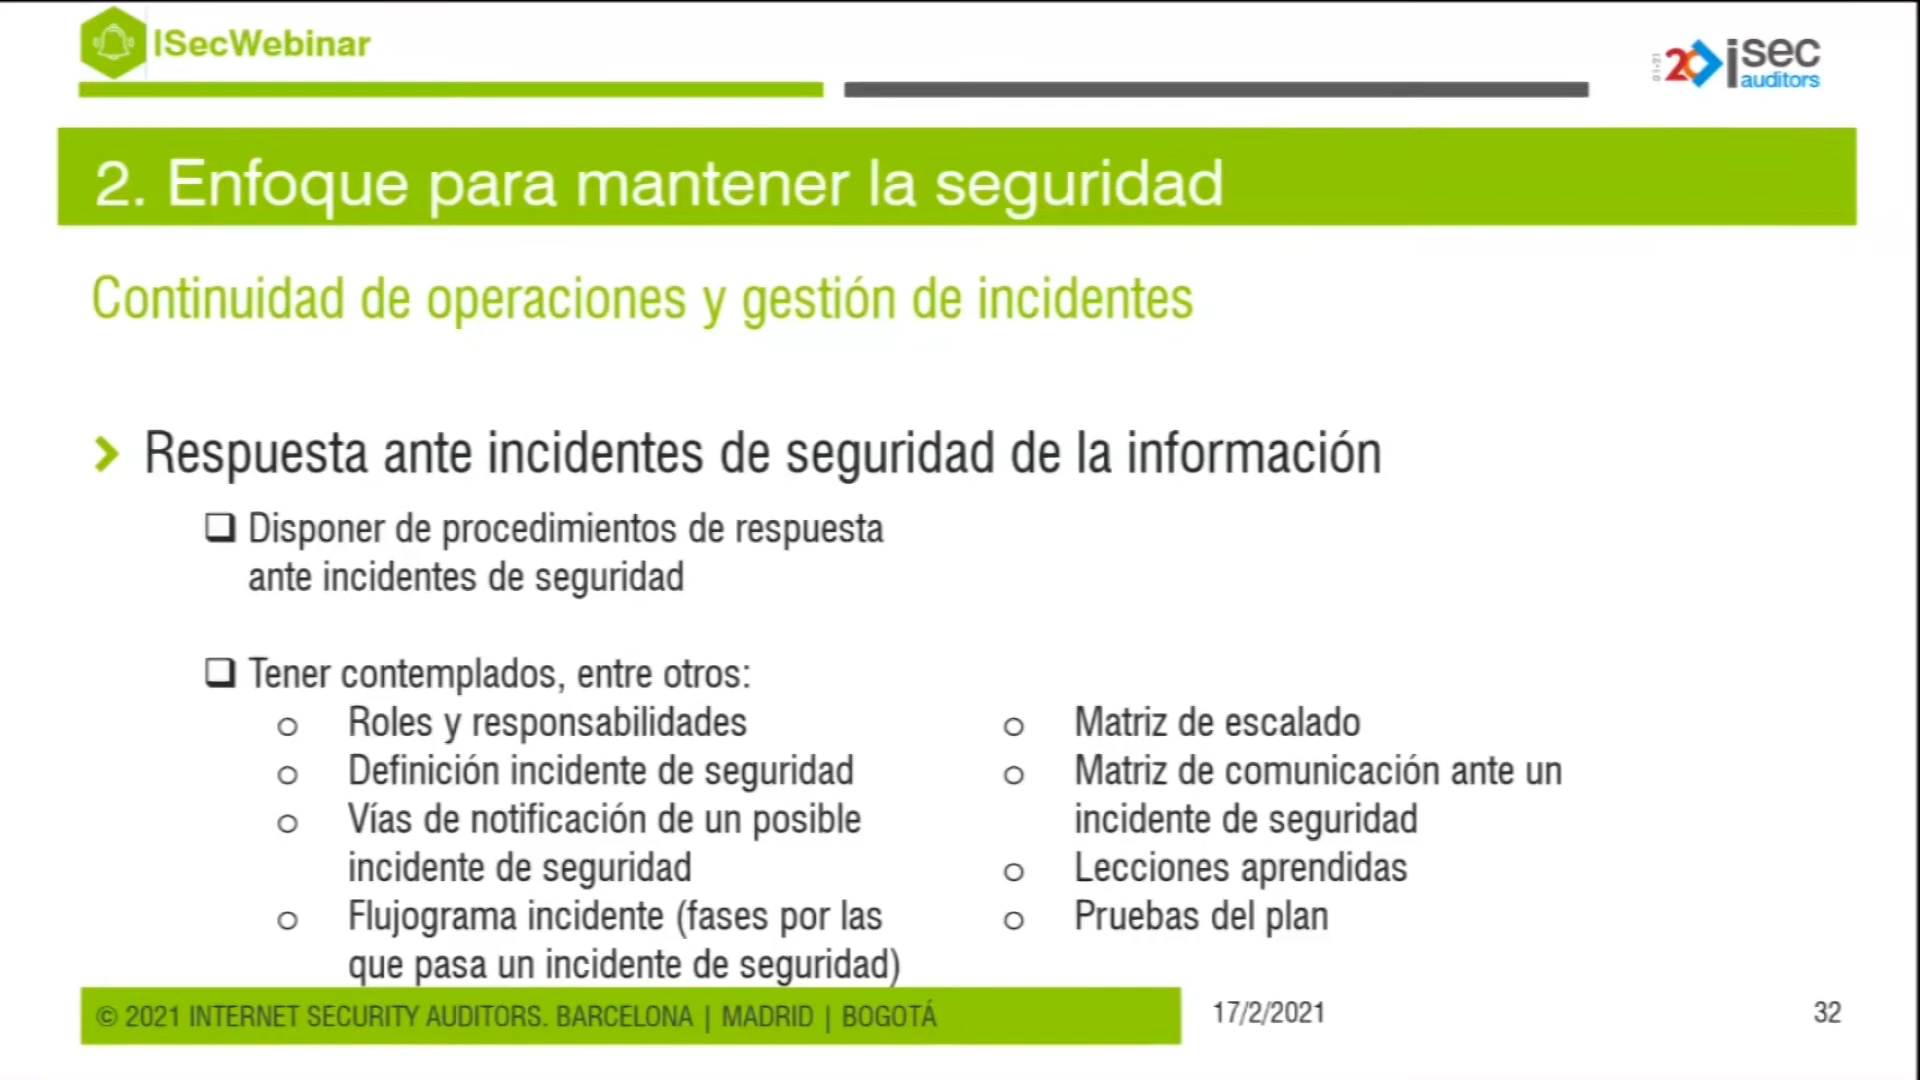 ISecWebinar
01-21
20 isec
auditors
2. Enfoque para mantener la seguridad
Continuidad de operaciones y gestión de incidentes
Respuesta ante incidentes de seguridad de la información
Disponer de procedimientos de respuesta
ante incidentes de seguridad
Tener contemplados, entre otros:
o Roles y responsabilidades
o Definición incidente de seguridad
o Vías de notificación de un posible
incidente de seguridad
o Flujograma incidente (fases por las
que pasa un incidente de seguridad)
o Matriz de escalado
o Matriz de comunicación ante un
incidente de seguridad
o Lecciones aprendidas
o Pruebas del plan
© 2021 INTERNET SECURITY AUDITORS. BARCELONA | MADRID | BOGOTÁ
17/2/2021
32